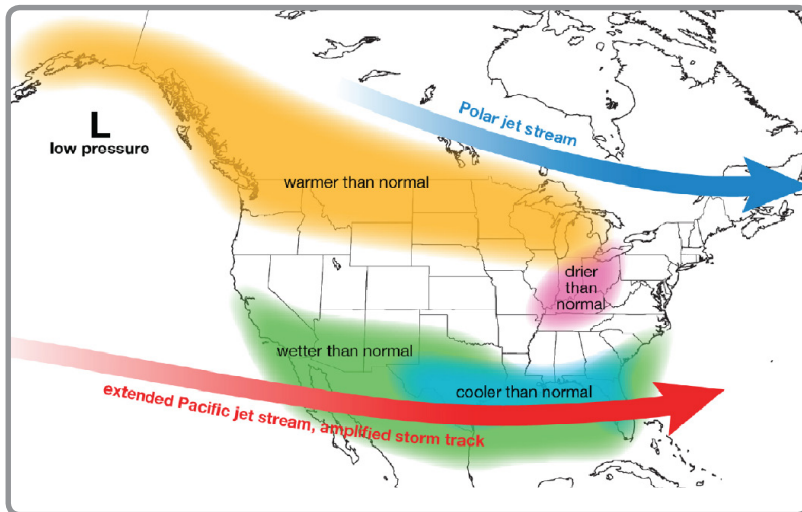 Polar jet stream
L
low pressure
warmer than normal
drier
than
normal
wetter than normal
cooler than normal
extended Pacific jet stream, amplified storm track